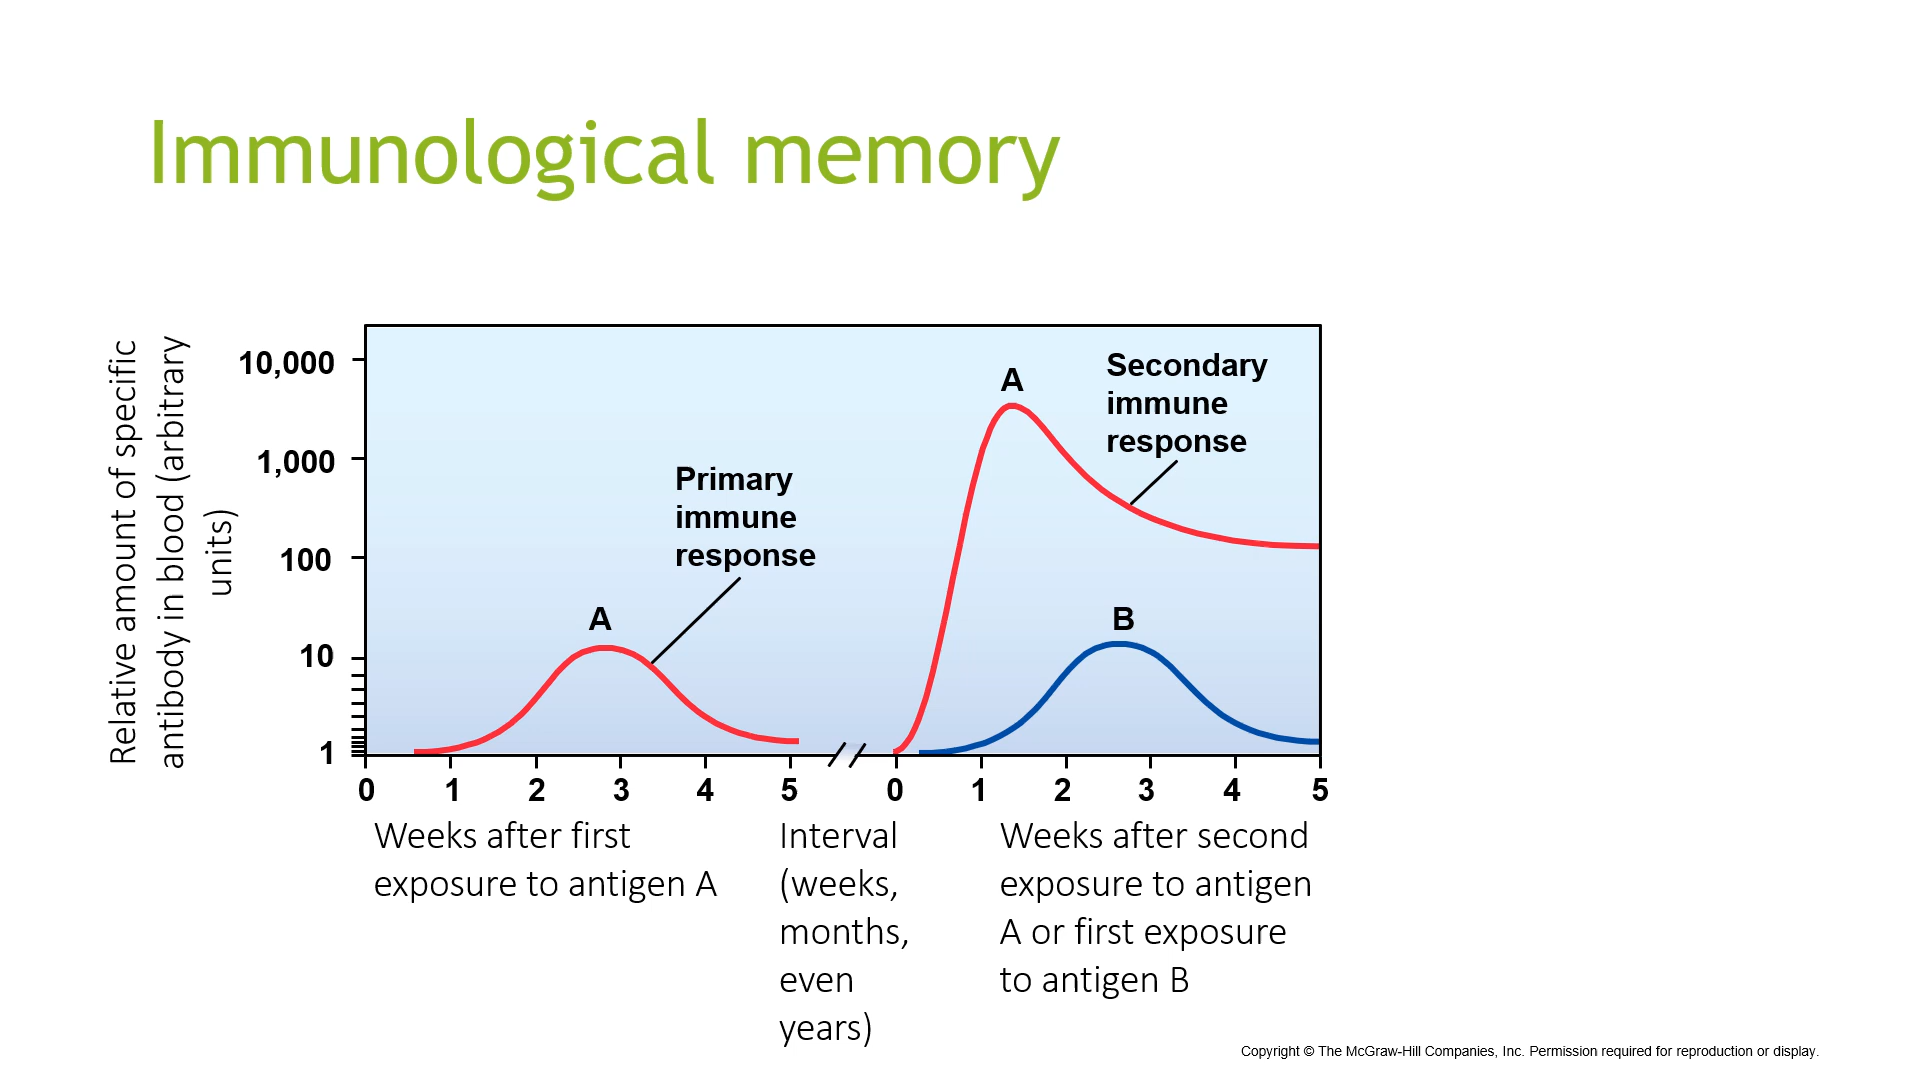 Immunological memory
Relative amount of specific
antibody in blood (arbitrary
units)
10,000
1,000
100
10
1
A
Primary
immune
response
A
Secondary
immune
response
B
0 1 2 3 4 5 0 1 2 3 4 5
Weeks after first
exposure to antigen A
Interval
(weeks,
months,
even
years)
Weeks after second
exposure to antigen
A or first exposure
to antigen B
Copyright © The McGraw-Hill Companies, Inc. Permission required for reproduction or display.